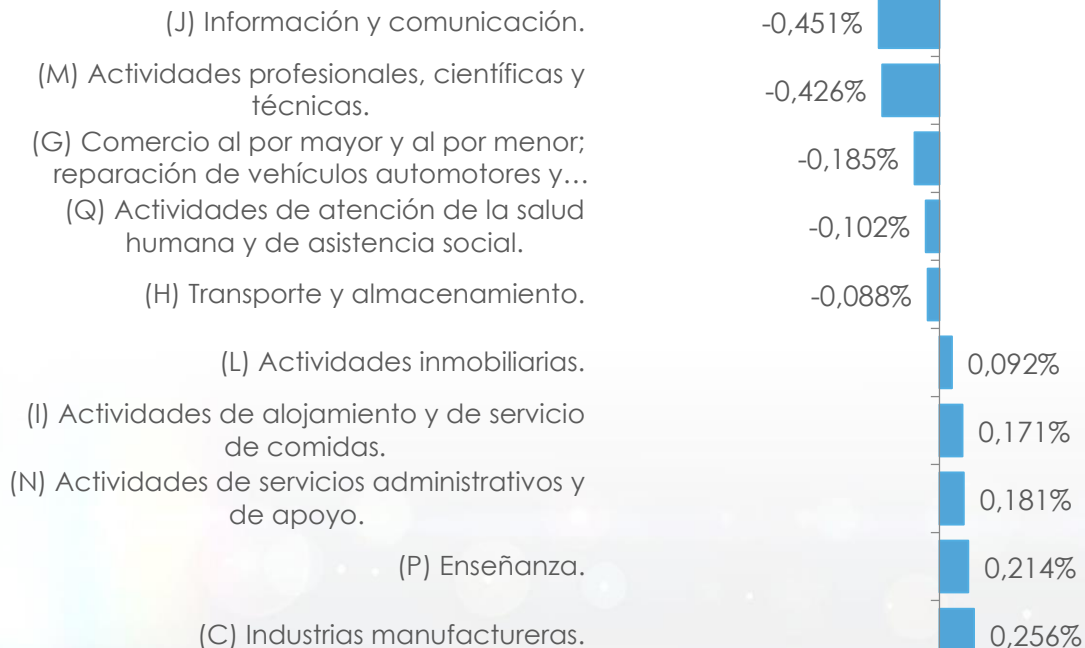 (J) Información y comunicación.
-0,451%
(M) Actividades profesionales, científicas y
técnicas.
-0,426%
(G) Comercio al por mayor y al por menor;
reparación de vehículos automotores y…
-0,185%
(Q) Actividades de atención de la salud
humana y de asistencia social.
-0,102%
(H) Transporte y almacenamiento.
-0,088%
(L) Actividades inmobiliarias.
0,092%
(I) Actividades de alojamiento y de servicio
de comidas.
0,171%
(N) Actividades de servicios administrativos y
de apoyo.
0,181%
(P) Enseñanza.
0,214%
(C) Industrias manufactureras.
0,256%